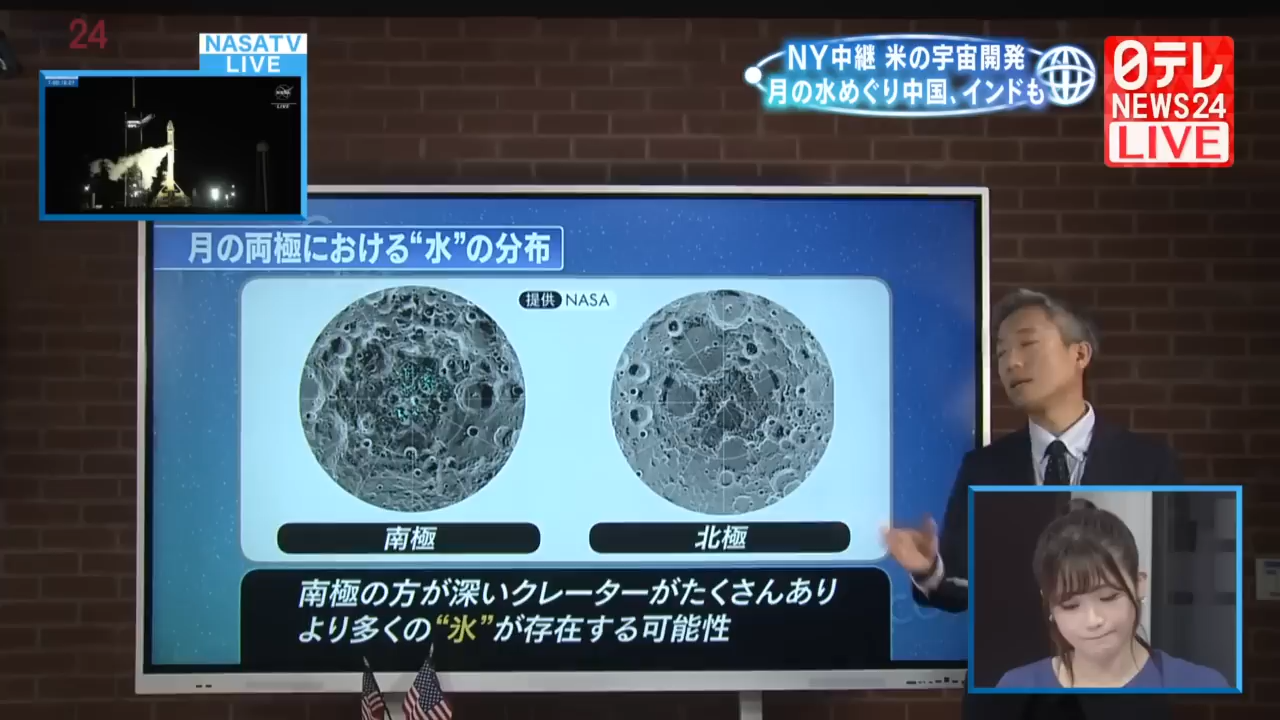 24
NASATV
LIVE
NASA
LIVE
NY中継 米の宇宙開発
月の水めぐり中国、インドも
日テレ
NEWS24
LIVE
月の両極における“水”の分布
提供 NASA
南極
北極
南極の方が深いクレーターがたくさんあり
より多くの“氷”が存在する可能性